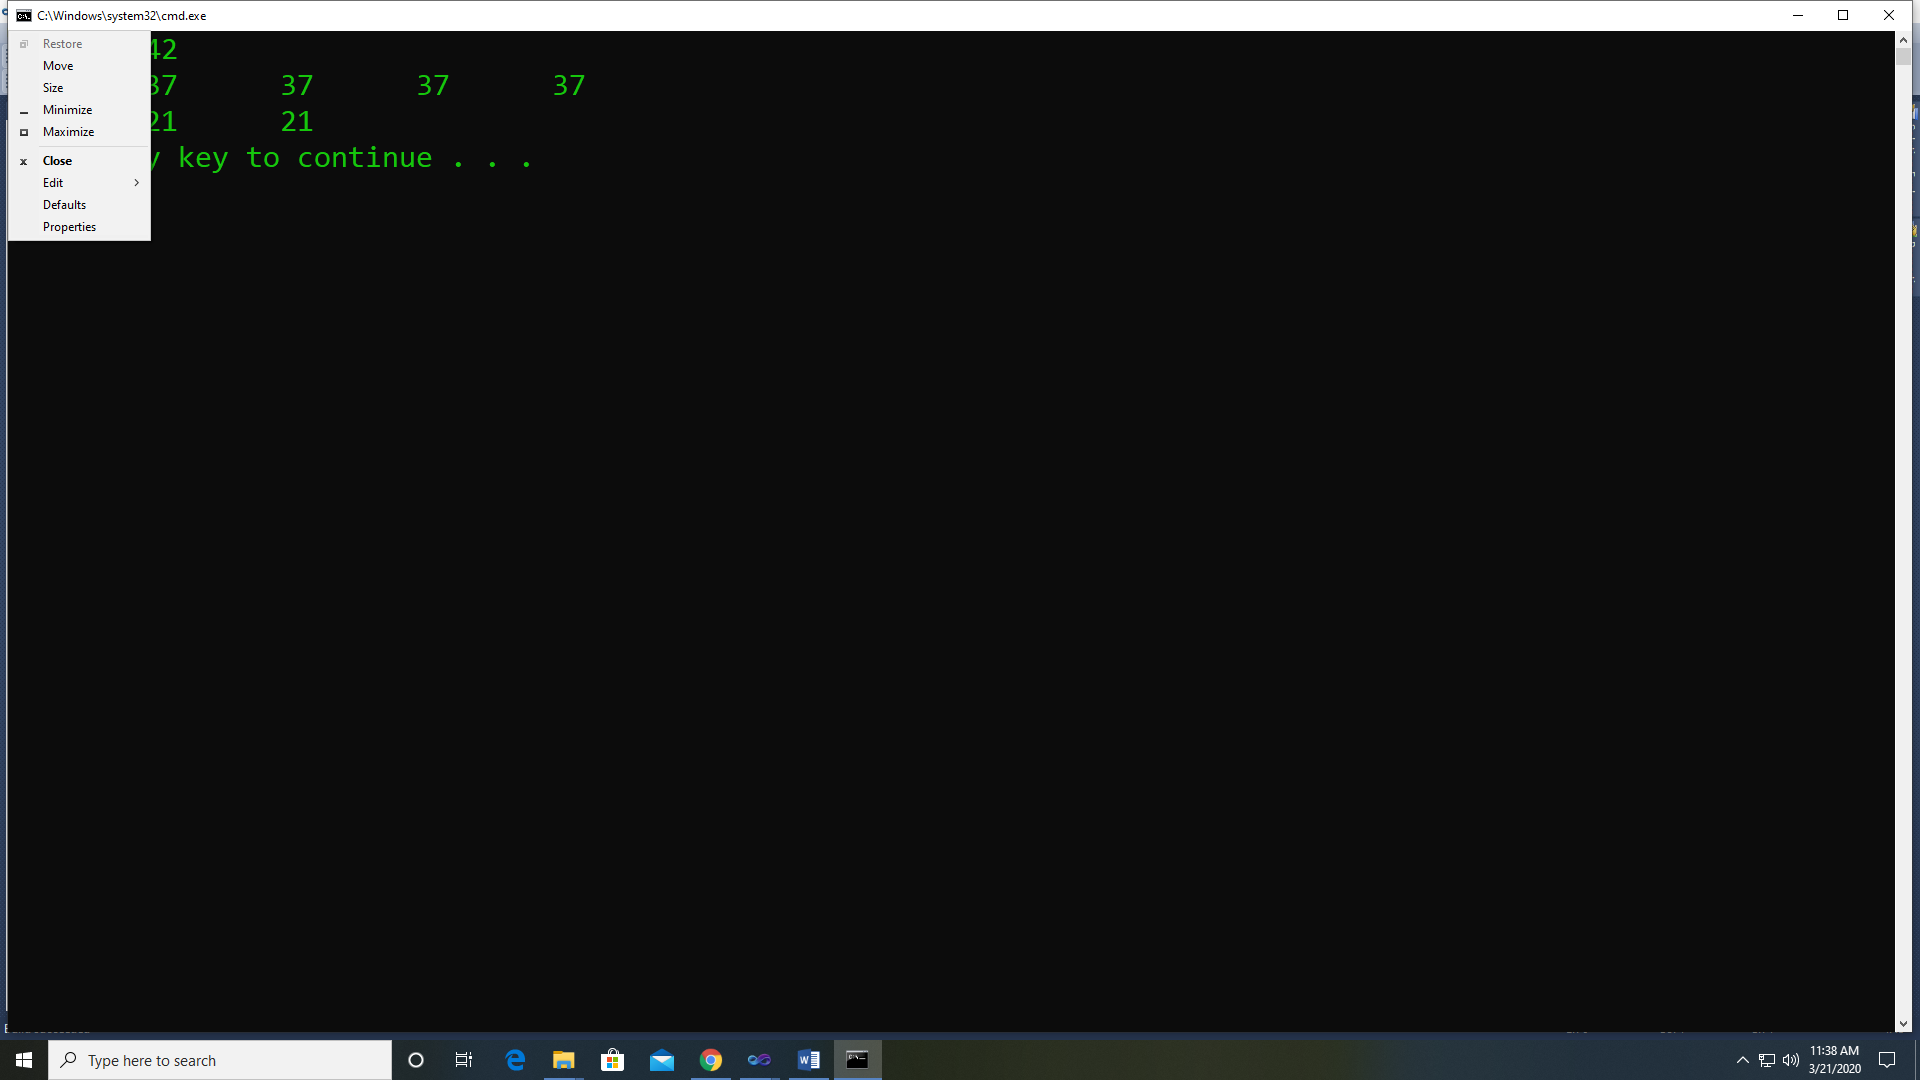 C:\Windows\system32\cmd.exe
Restore
Move
Size
Minimize
Maximize
Close
Edit
Defaults
Properties
42
37 37 37 37
21 21
y key to continue . . .
Type here to search
11:38 AM
3/21/2020